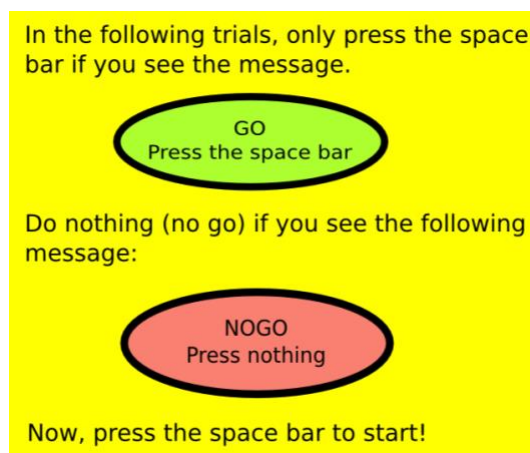 In the following trials, only press the space
bar if you see the message.
GO
Press the space bar
Do nothing (no go) if you see the following
message:
NOGO
Press nothing
Now, press the space bar to start!